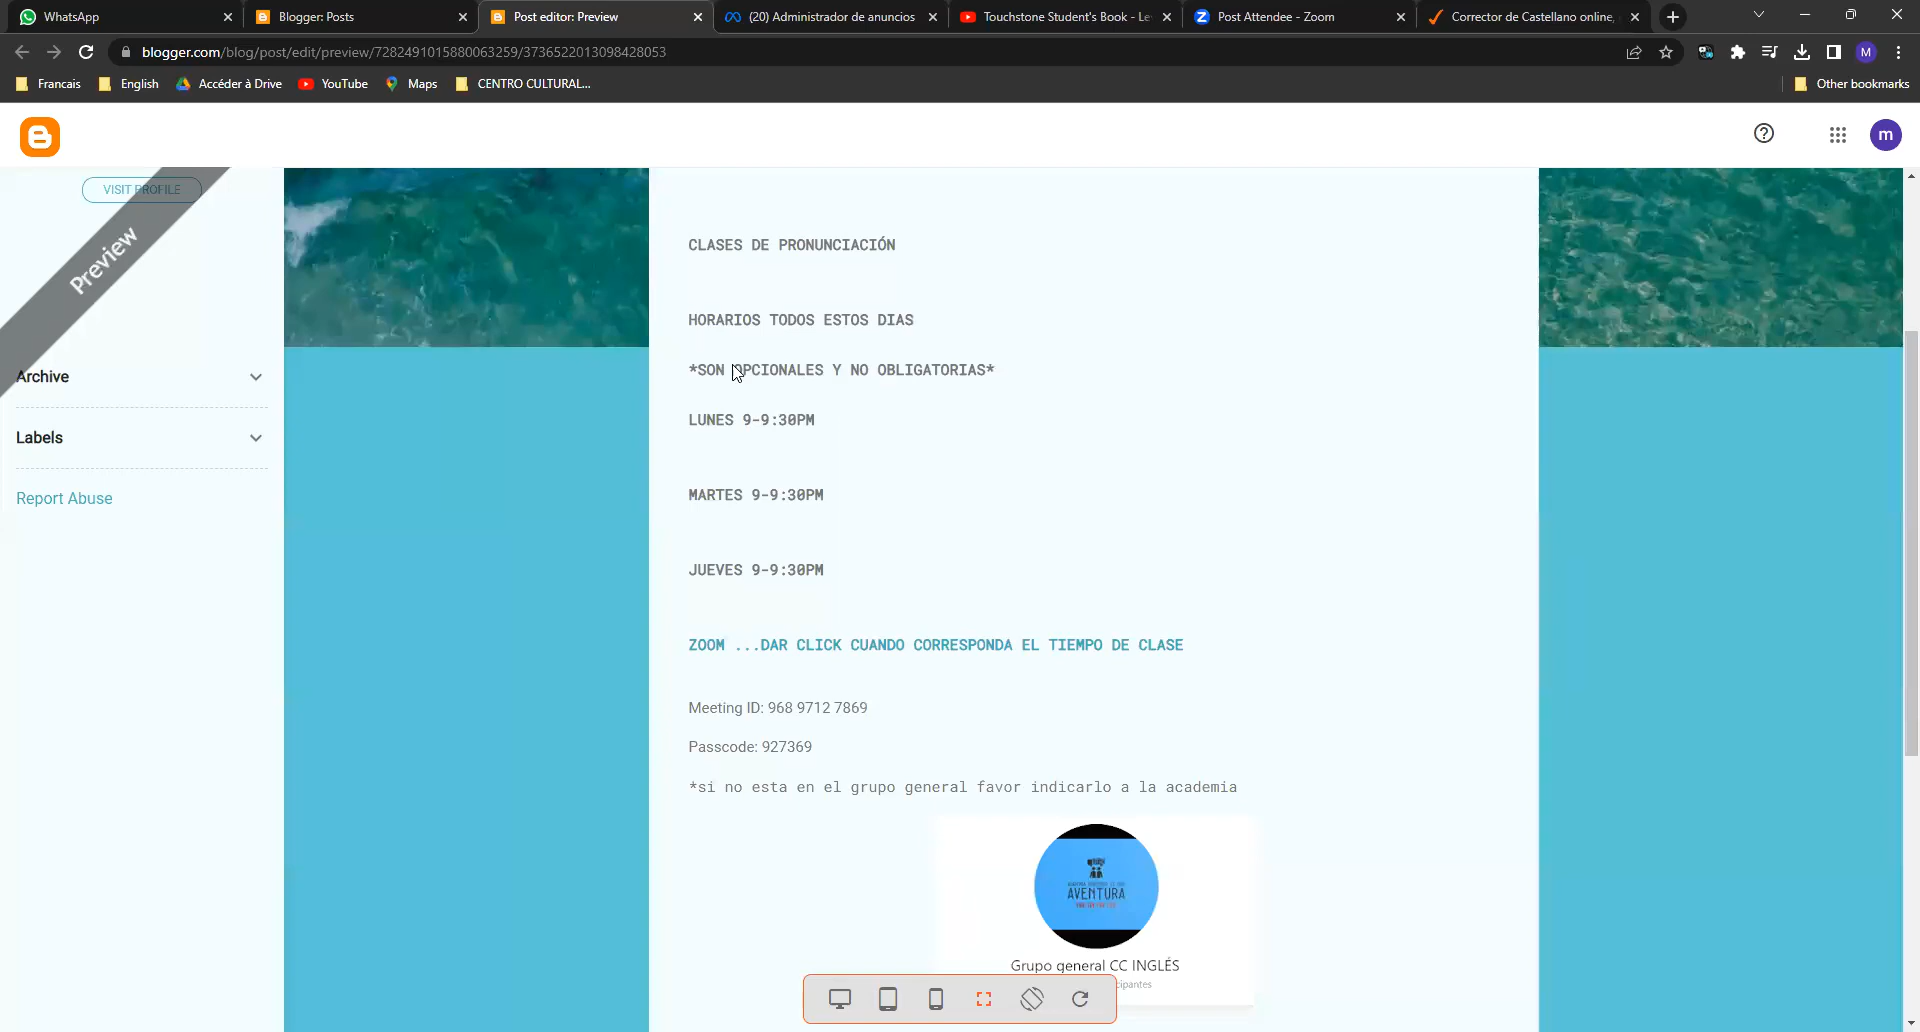 WhatsApp
Blogger: Posts
Post editor: Preview
(20) Administrador de anuncios
Touchstone Student's Book - Le
Post Attendee - Zoom
Corrector de Castellano online,
blogger.com/blog/post/edit/preview/7282491015880063259/3736522013098428053
M
Francais
English
Accéder à Drive
YouTube
Maps
CENTRO CULTURAL...
Other bookmarks
m
VISIT PROFILE
Preview
Archive
Labels
Report Abuse
CLASES DE PRONUNCIACIÓN
HORARIOS TODOS ESTOS DIAS
*SON OPCIONALES Y NO OBLIGATORIAS*
LUNES 9-9:30PM
MARTES 9-9:30PM
JUEVES 9-9:30PM
ZOOM ...DAR CLICK CUANDO CORRESPONDA EL TIEMPO DE CLASE
Meeting ID: 968 9712 7869
Passcode: 927369
*si no esta en el grupo general favor indicarlo a la academia
AVENTURA
Grupo general CC INGLÉS
cipantes